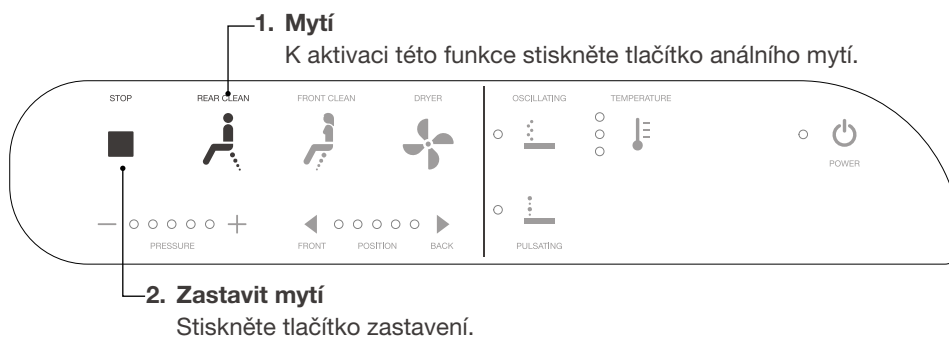 1. Mytí
K aktivaci této funkce stiskněte tlačítko análního mytí.
STOP REAR CLEAN FRONT CLEAN DRYER OSCILLATING TEMPERATURE
POWER
PRESSURE FRONT POSITION BACK PULSATING
2. Zastavit mytí
Stiskněte tlačítko zastavení.